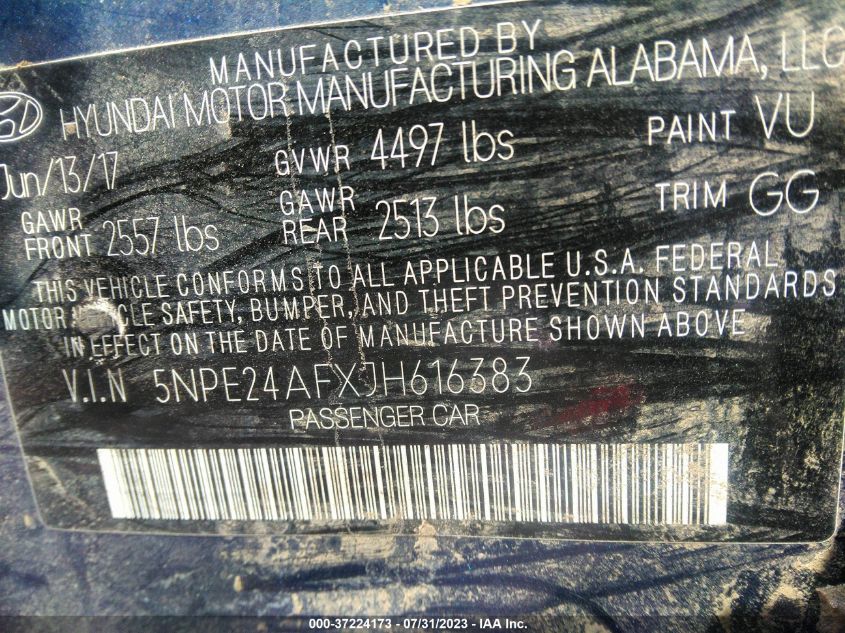 MANUFACTURED BY
HYUNDAI MOTOR MANUFACTURING ALABAMA, LLC
Jun/13/17 GVWR 4497 lbs PAINT VU
GAWR FRONT 2557 lbs GAWR REAR 2513 lbs TRIM GG
THIS VEHICLE CONFORMS TO ALL APPLICABLE U.S.A. FEDERAL
MOTOR CLE SAFETY, BUMPER, AND THEFT PREVENTION STANDARDS
IN EFFECT ON THE DATE OF MANUFACTURE SHOWN ABOVE
V.I.N 5NPE24AFXJH616383
PASSENGER CAR
000-37224173 - 07/31/2023 - IAA Inc.